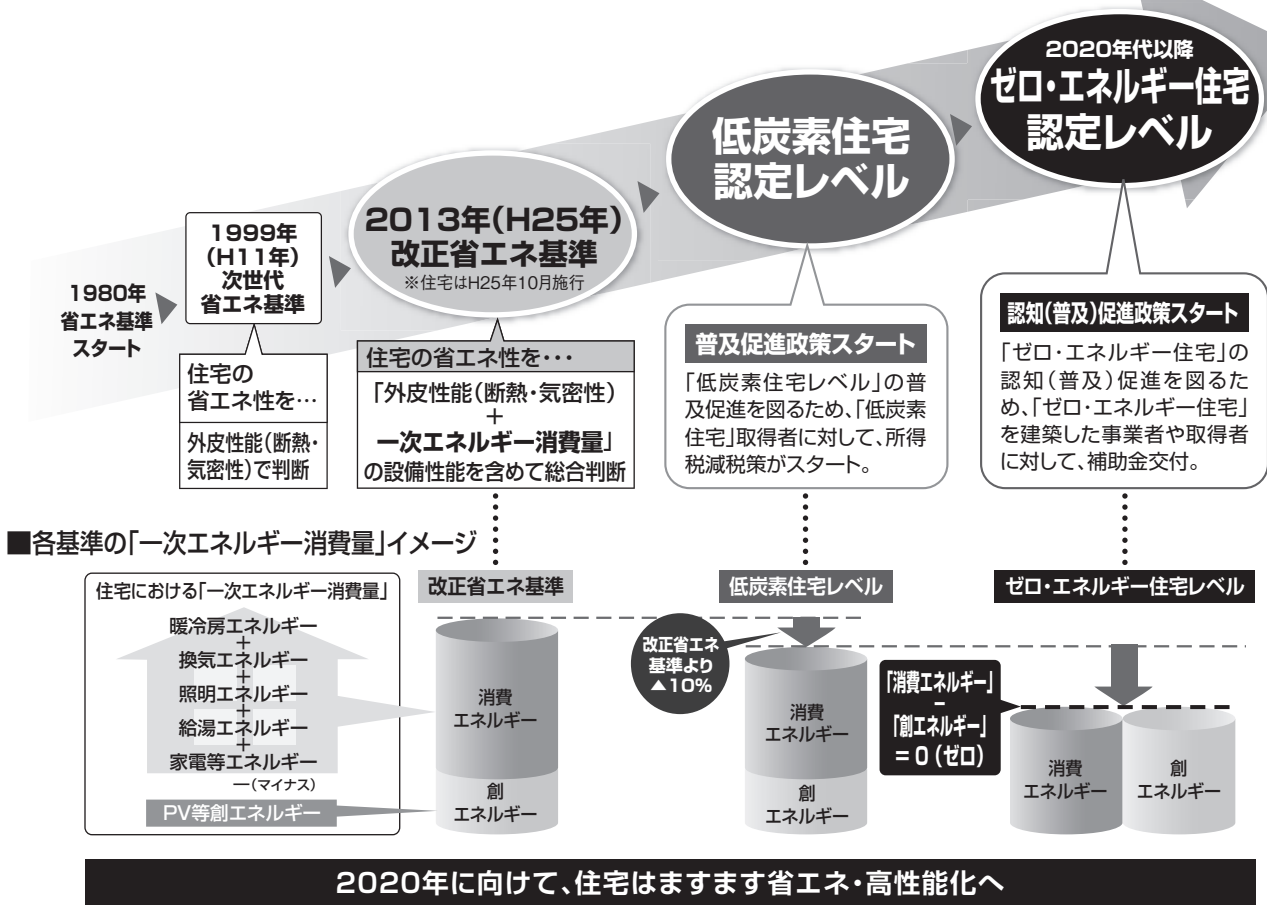 2020年代以降
ゼロ・エネルギー住宅
認定レベル
低炭素住宅
認定レベル
2013年(H25年)
改正省エネ基準
※住宅はH25年10月施行
1999年
(H11年)
次世代
省エネ基準
1980年
省エネ基準
スタート
住宅の
省エネ性を…
外皮性能(断熱・
気密性)で判断
住宅の省エネ性を・・・
「外皮性能(断熱・気密性)
+
一次エネルギー消費量」
の設備性能を含めて総合判断
普及促進政策スタート
「低炭素住宅レベル」の普
及促進を図るため、「低炭素
住宅」取得者に対して、所得
税減税策がスタート。
認知(普及)促進政策スタート
「ゼロ・エネルギー住宅」の
認知(普及)促進を図るた
め、「ゼロ・エネルギー住宅」
を建築した事業者や取得者
に対して、補助金交付。
■各基準の「一次エネルギー消費量」イメージ
住宅における「一次エネルギー消費量」
暖冷房エネルギー
+
換気エネルギー
+
照明エネルギー
+
給湯エネルギー
+
家電等エネルギー
ー(マイナス)
PV等創エネルギー
改正省エネ基準
消費
エネルギー
創
エネルギー
低炭素住宅レベル
改正省エネ
基準より
▲10%
消費
エネルギー
創
エネルギー
ゼロ・エネルギー住宅レベル
「消費エネルギー」
−
「創エネルギー」
=0(ゼロ)
消費
エネルギー
創
エネルギー
2020年に向けて、住宅はますます省エネ・高性能化へ